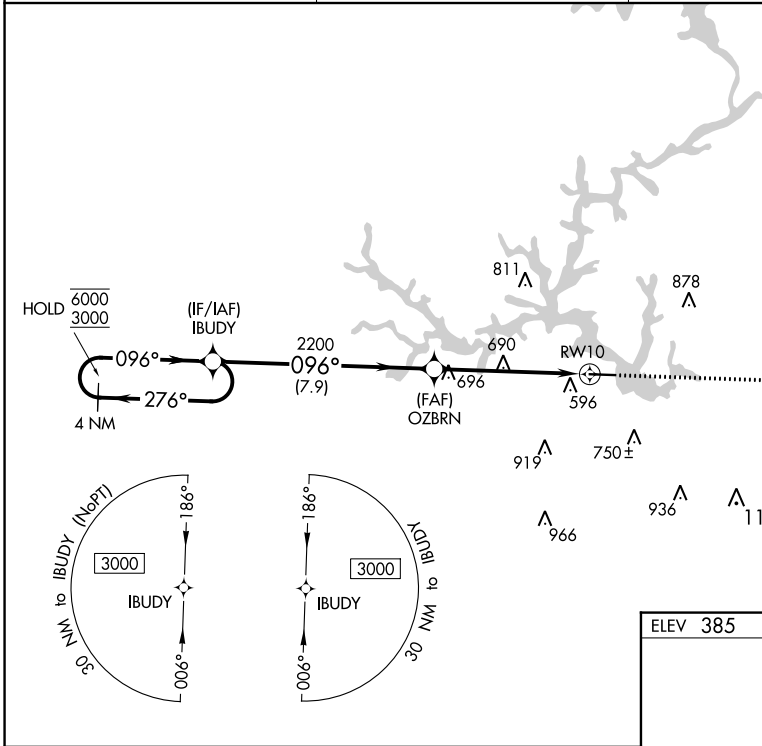 811
878
HOLD
6000
3000
(IF/IAF)
IBUDY
2200
096°
096°
(7.9)
690
RW10
276°
4 NM
696
(FAF)
OZBRN
596
919
750±
936
11
966
30 NM to IBUDY (NoPT)
186°
3000
IBUDY
006°
186°
3000
IBUDY
006°
30 NM to IBUDY
ELEV 385